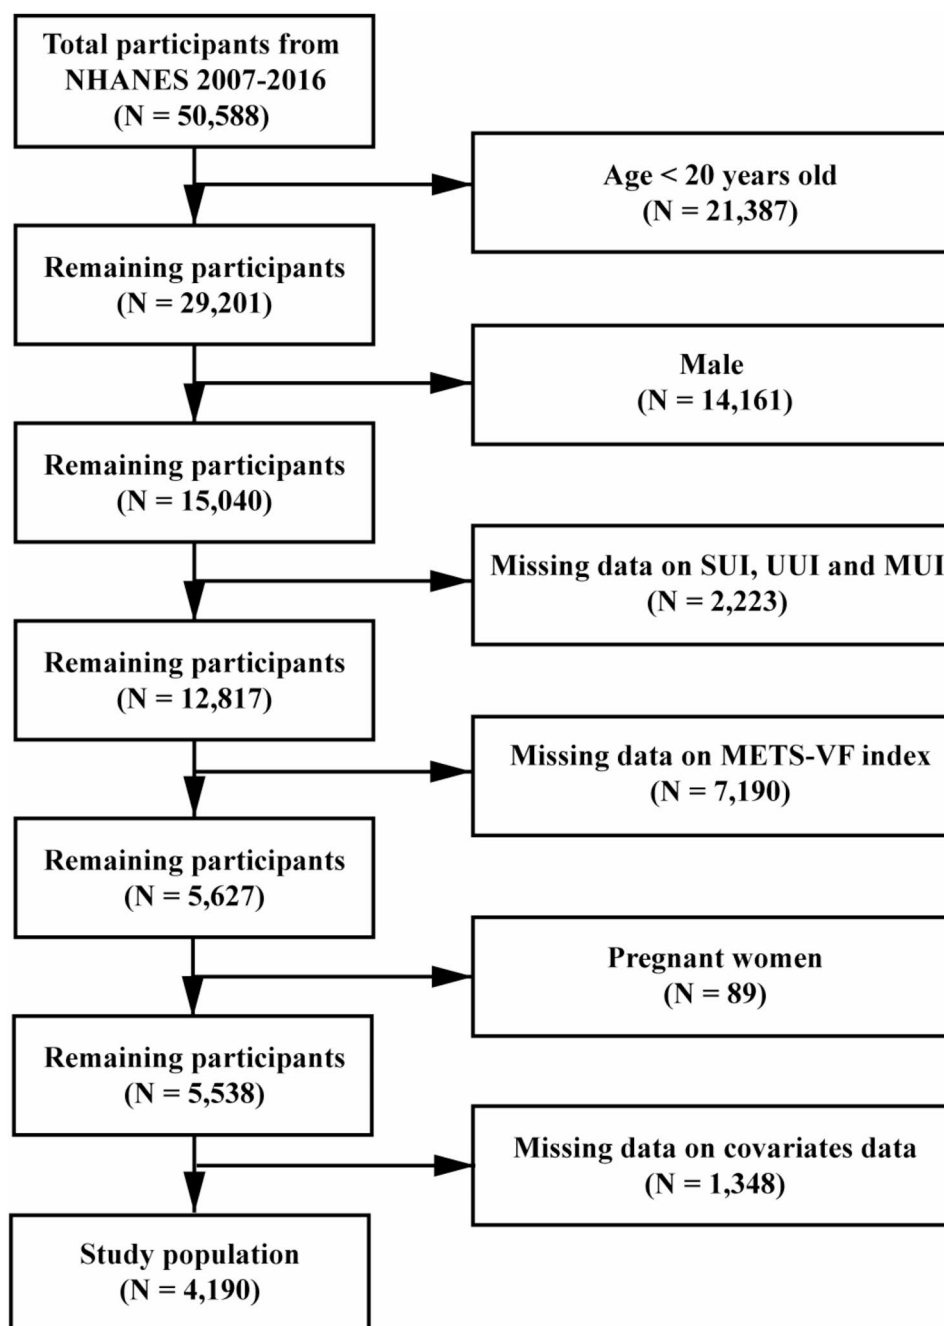 Total participants from
NHANES 2007-2016
(N = 50,588)
Age < 20 years old
(N = 21,387)
Remaining participants
(N = 29,201)
Male
(N = 14,161)
Remaining participants
(N = 15,040)
Missing data on SUI, UUI and MUI
(N = 2,223)
Remaining participants
(N = 12,817)
Missing data on METS-VF index
(N = 7,190)
Remaining participants
(N = 5,627)
Pregnant women
(N = 89)
Remaining participants
(N = 5,538)
Missing data on covariates data
(N = 1,348)
Study population
(N = 4,190)